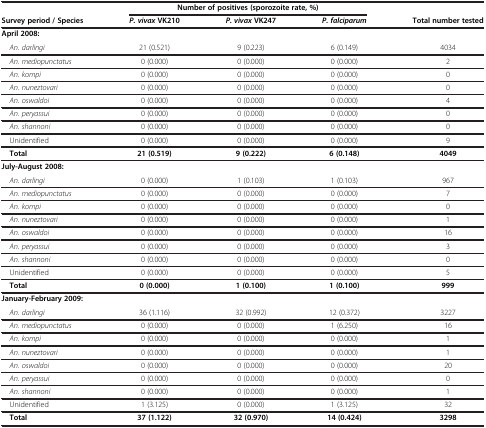 Number of positives (sporozoite rate, %)
Survey period / Species P. vivax VK210 P. vivax VK247 P. falciparum Total number tested
April 2008:
An. darlingi 21 (0.521) 9 (0.223) 6 (0.149) 4034
An. mediopunctatus 0 (0.000) 0 (0.000) 0 (0.000) 2
An. kompi 0 (0.000) 0 (0.000) 0 (0.000) 0
An. nuneztovari 0 (0.000) 0 (0.000) 0 (0.000) 0
An. oswaldoi 0 (0.000) 0 (0.000) 0 (0.000) 4
An. peryassui 0 (0.000) 0 (0.000) 0 (0.000) 0
An. shannoni 0 (0.000) 0 (0.000) 0 (0.000) 0
Unidentified 0 (0.000) 0 (0.000) 0 (0.000) 9
Total 21 (0.519) 9 (0.222) 6 (0.148) 4049
July-August 2008:
An. darlingi 0 (0.000) 1 (0.103) 1 (0.103) 967
An. mediopunctatus 0 (0.000) 0 (0.000) 0 (0.000) 7
An. kompi 0 (0.000) 0 (0.000) 0 (0.000) 0
An. nuneztovari 0 (0.000) 0 (0.000) 0 (0.000) 1
An. oswaldoi 0 (0.000) 0 (0.000) 0 (0.000) 16
An. peryassui 0 (0.000) 0 (0.000) 0 (0.000) 3
An. shannoni 0 (0.000) 0 (0.000) 0 (0.000) 0
Unidentified 0 (0.000) 0 (0.000) 0 (0.000) 5
Total 0 (0.000) 1 (0.100) 1 (0.100) 999
January-February 2009:
An. darlingi 36 (1.116) 32 (0.992) 12 (0.372) 3227
An. mediopunctatus 0 (0.000) 0 (0.000) 1 (6.250) 16
An. kompi 0 (0.000) 0 (0.000) 0 (0.000) 1
An. nuneztovari 0 (0.000) 0 (0.000) 0 (0.000) 1
An. oswaldoi 0 (0.000) 0 (0.000) 0 (0.000) 20
An. peryassui 0 (0.000) 0 (0.000) 0 (0.000) 0
An. shannoni 0 (0.000) 0 (0.000) 0 (0.000) 1
Unidentified 1 (3.125) 0 (0.000) 1 (3.125) 32
Total 37 (1.122) 32 (0.970) 14 (0.424) 3298